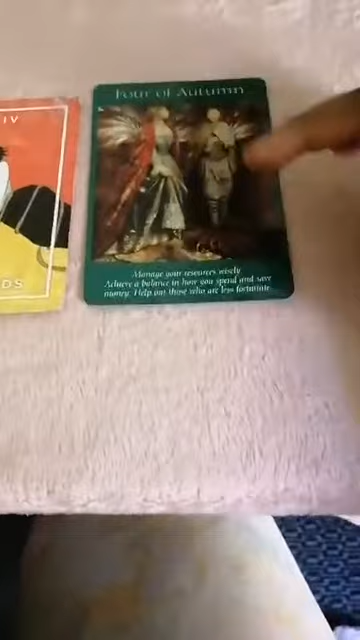 IV
Four of Autumn
DS
Manage your resources wisely.
Achieve a balance in how you spend and save
money. Help out those who are less fortunate.